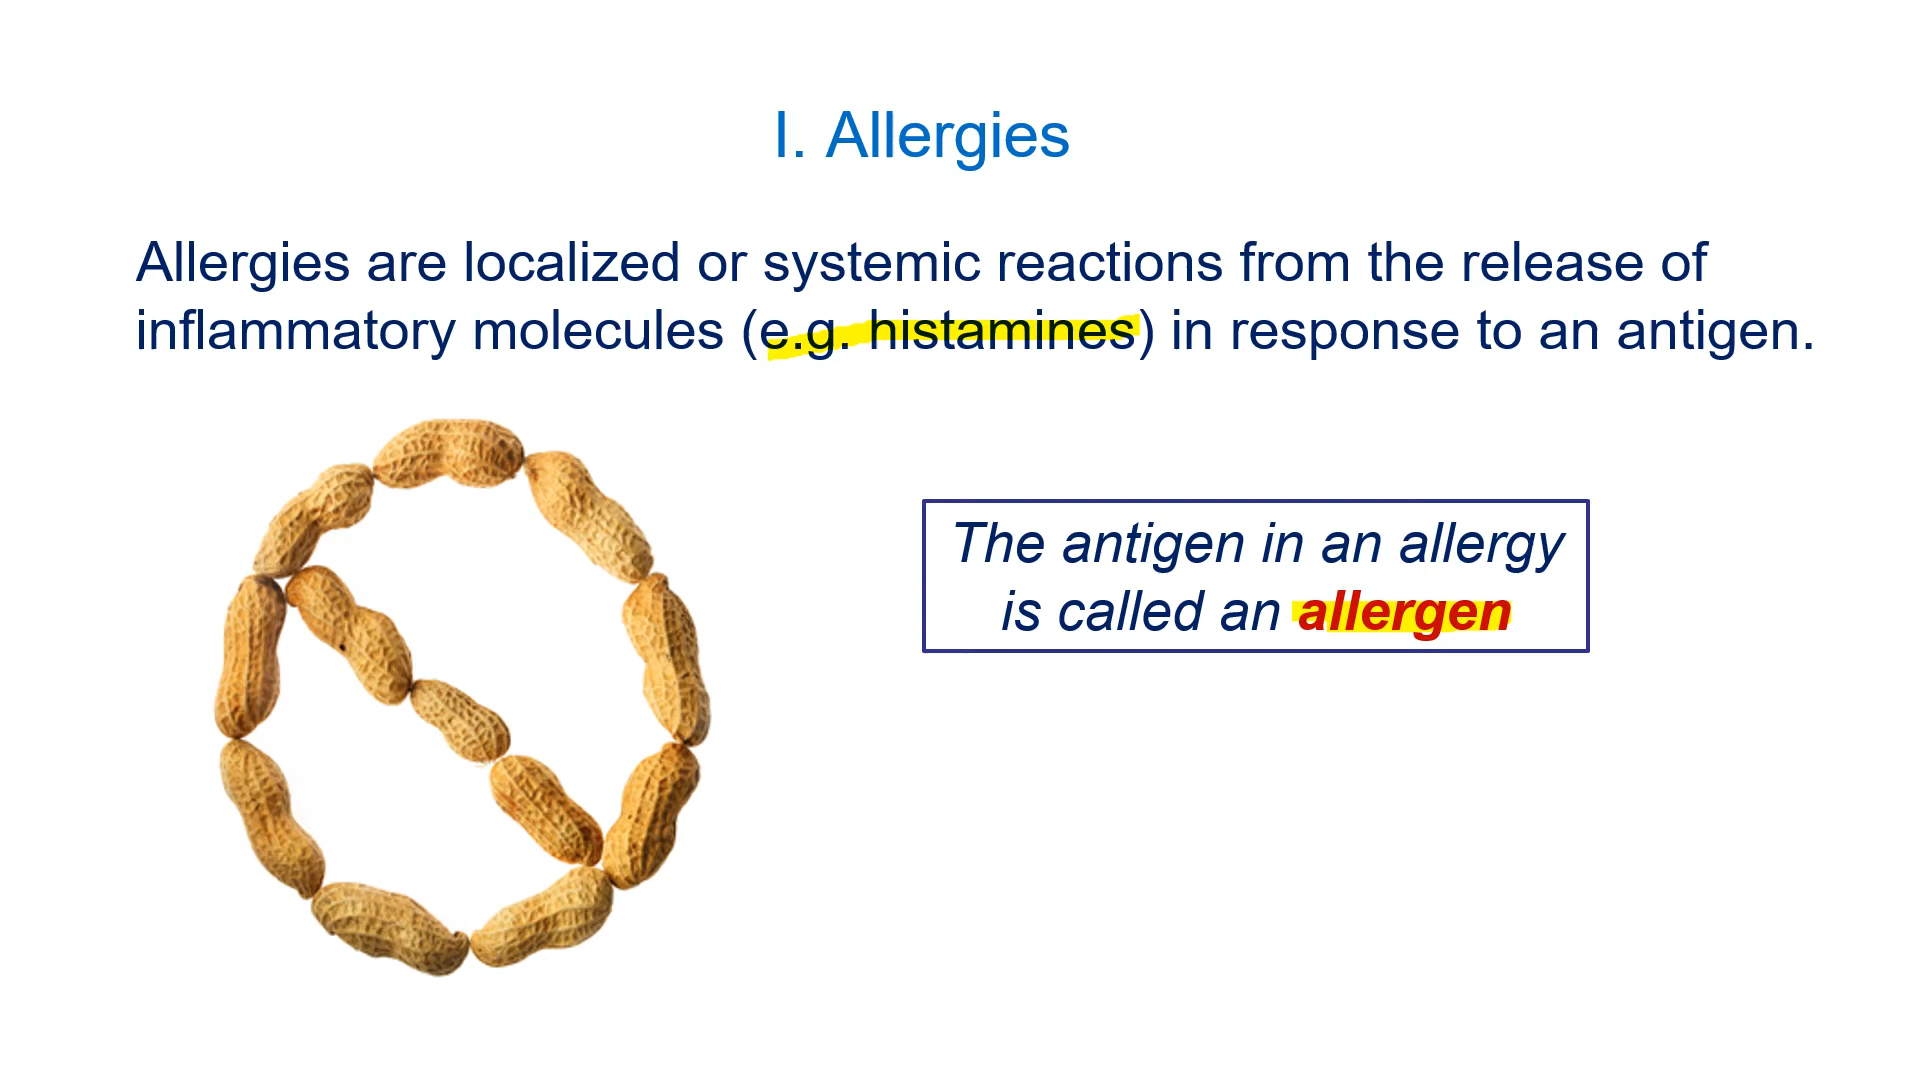 I. Allergies
Allergies are localized or systemic reactions from the release of
inflammatory molecules (e.g. histamines) in response to an antigen.
The antigen in an allergy
is called an allergen